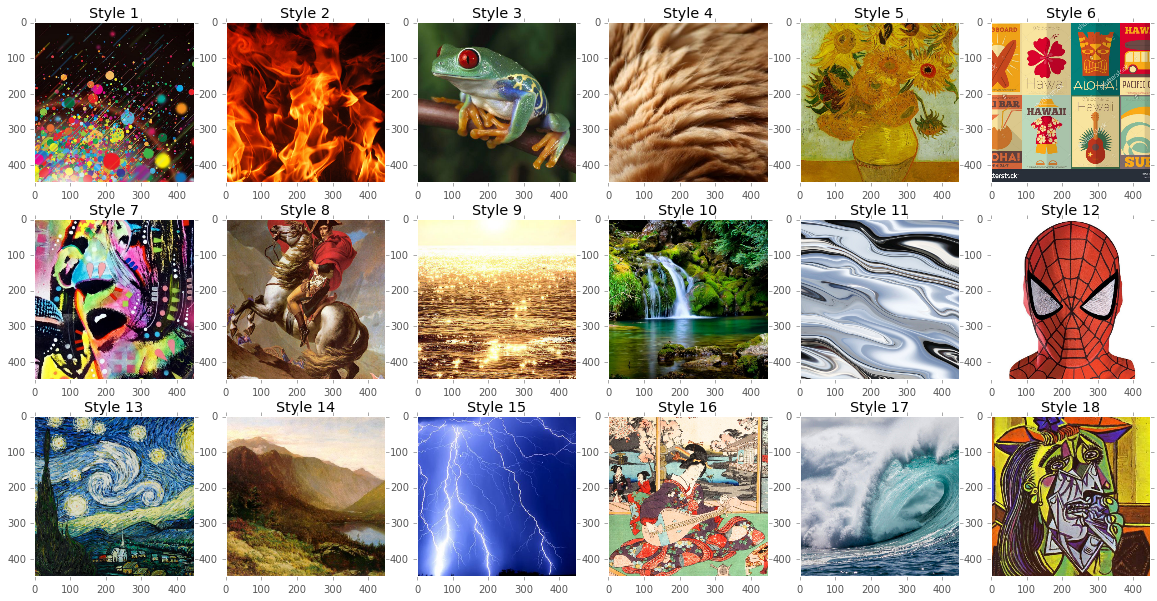 Style 1 Style 2 Style 3 Style 4 Style 5 Style 6
0 0 0 0 0 0
100 100 100 100 100 100
200 200 200 200 200 200
300 300 300 300 300 300
400 400 400 400 400 400
0 100 200 300 400 0 100 200 300 400 0 100 200 300 400 0 100 200 300 400 0 100 200 300 400 0 100 200 300 400
HAWA
ALOHA!
PACIFIC
BAR
HAWAII
Hawaii
OHA!
tterstock
Style 7 Style 8 Style 9 Style 10 Style 11 Style 12
0 0 0 0 0 0
100 100 100 100 100 100
200 200 200 200 200 200
300 300 300 300 300 300
400 400 400 400 400 400
0 100 200 300 400 0 100 200 300 400 0 100 200 300 400 0 100 200 300 400 0 100 200 300 400 0 100 200 300 400
Style 13 Style 14 Style 15 Style 16 Style 17 Style 18
0 0 0 0 0 0
100 100 100 100 100 100
200 200 200 200 200 200
300 300 300 300 300 300
400 400 400 400 400 400
0 100 200 300 400 0 100 200 300 400 0 100 200 300 400 0 100 200 300 400 0 100 200 300 400 0 100 200 300 400